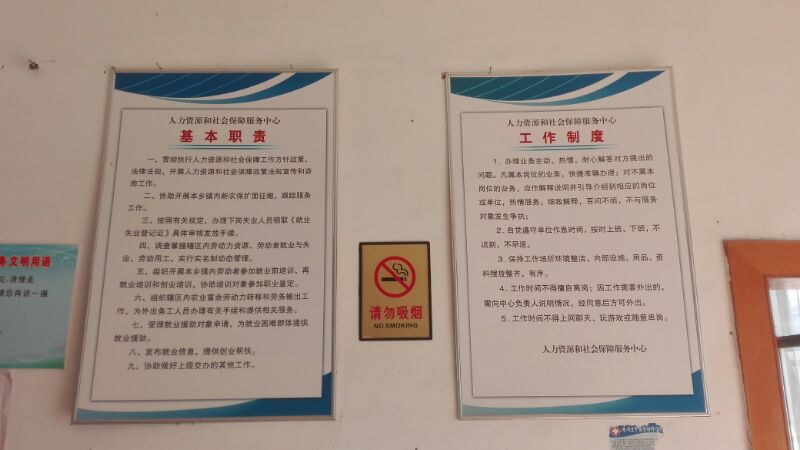 人力资源和社会保障服务中心
基本职责
一、贯彻执行人力资源和社会保障工作方针政策、
法律法规，开展人力资源和社会保障政策法规宣传和咨
询工作。
二、协助开展本乡镇内新农保扩面征缴，跟踪服务
工作。
三、按照有关规定，办理下岗失业人员领取《就业
失业登记证》具体审核发放手续。
四、调查掌握辖区内劳动力资源、劳动者就业与失
业、劳动用工，实行实名制动态管理。
五、组织开展本乡镇内劳动者参加就业前培训、再
就业培训和创业培训、协助培训对象参加职业鉴定。
六、组织辖区内农业富余劳动力转移和劳务输出工
作，为外出务工人员办理有关手续和提供相关服务。
七、受理就业援助对象申请，为就业困难群体提供
就业援助。
八、发布就业信息，提供创业帮扶。
九、协助做好上级交办的其他工作。
人力资源和社会保障服务中心
工作制度
1．办理业务主动、热情、耐心解答对方提出的
问题。凡属本岗位的业务，快捷准确办理；对不属本
岗位的业务，应作解释说明并引导介绍到相应的岗位
或单位，热情服务，细致解释，百问不烦，不与服务
对象发生争执；
2．自觉遵守单位作息时间，按时上班、下班，不
迟到、不早退。
3．保持工作场所环境整洁，内部设施、用品、资
料摆放整齐、有序。
4．工作时间不得擅自离岗；因工作需要外出的，
需向中心负责人说明情况，经同意后方可外出。
5．工作时间不得上网聊天、玩游戏或随意串岗。
人力资源和社会保障服务中心
请勿吸烟
NO SMOKING
务文明用语
见，请慢走
请您再说一遍